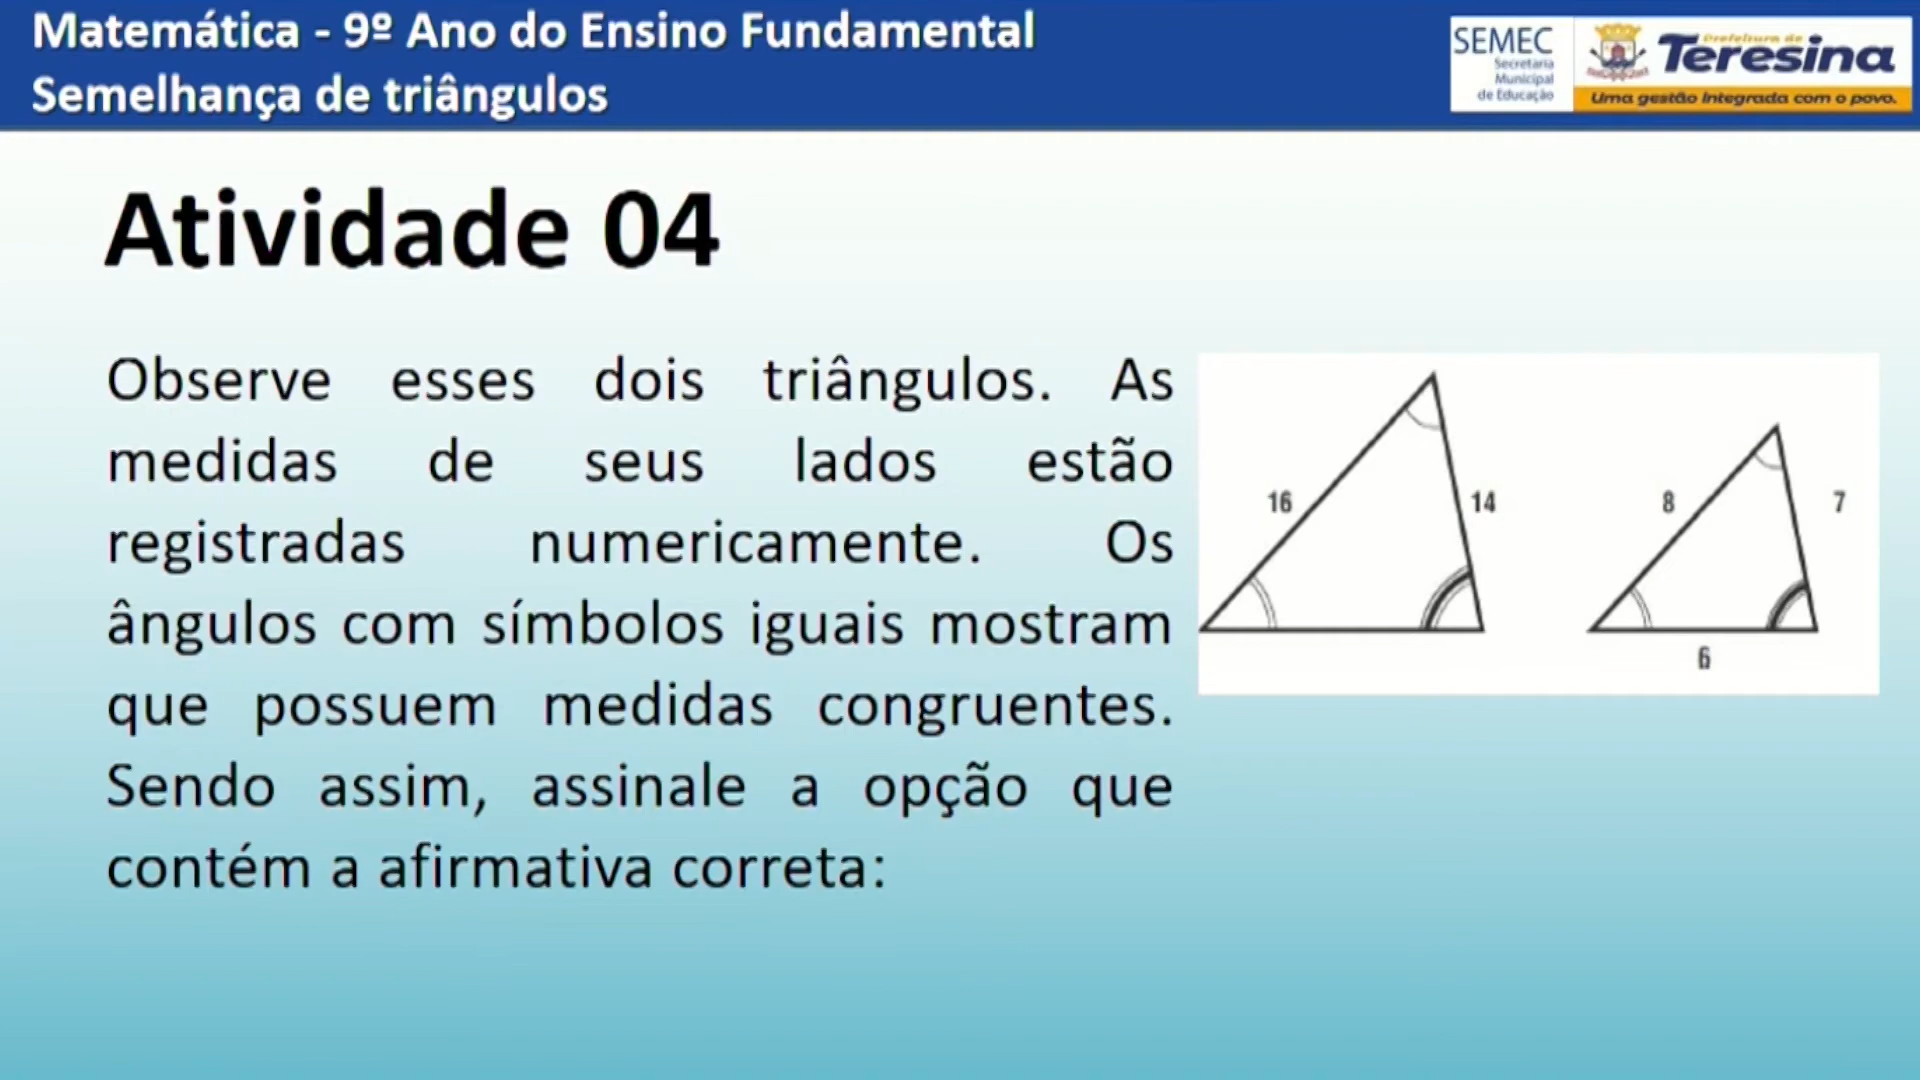 Matemática - 9º Ano do Ensino Fundamental
Semelhança de triângulos
SEMEC
Secretaria
Municipal
de Educação
Prefeitura de
Teresina
Uma gestão integrada com o povo.
Atividade 04
Observe esses dois triângulos. As
medidas de seus lados estão
registradas numericamente. Os
ângulos com símbolos iguais mostram
que possuem medidas congruentes.
Sendo assim, assinale a opção que
contém a afirmativa correta:
16
14
8
7
6